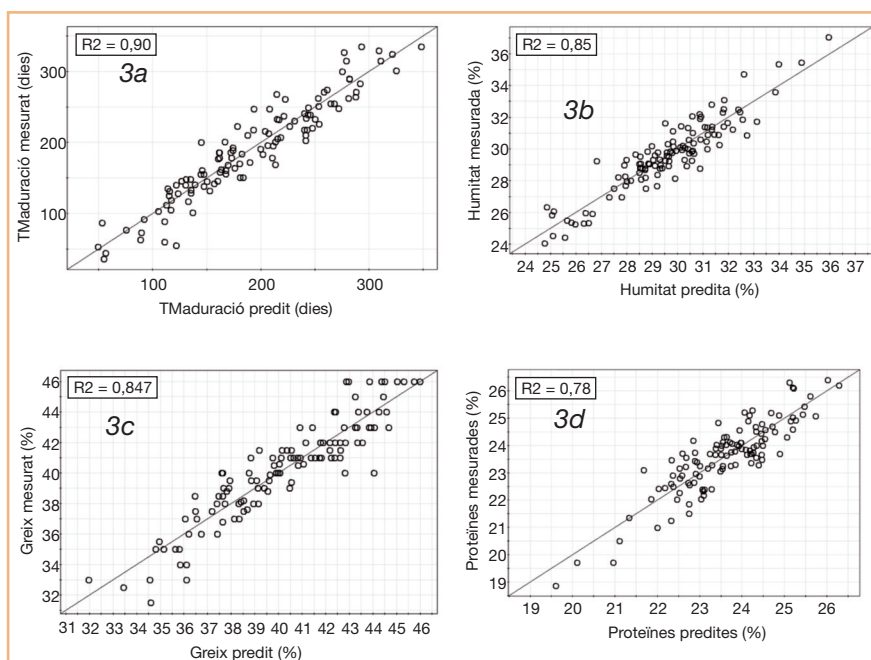 R2 = 0,90
3a
TMaduració mesurat (dies)
300
200
100
100 200 300
TMaduració predit (dies)
R2 = 0,85
3b
Humitat mesurada (%)
36
34
32
30
28
26
24
24 25 26 27 28 29 30 31 32 33 34 35 36 37
Humitat predita (%)
R2 = 0,847
3c
Greix mesurat (%)
46
44
42
40
38
36
34
32
31 32 33 34 35 36 37 38 39 40 41 42 43 44 45 46
Greix predit (%)
R2 = 0,78
3d
Proteïnes mesurades (%)
26
25
24
23
22
21
20
19
19 20 21 22 23 24 25 26
Proteïnes predites (%)